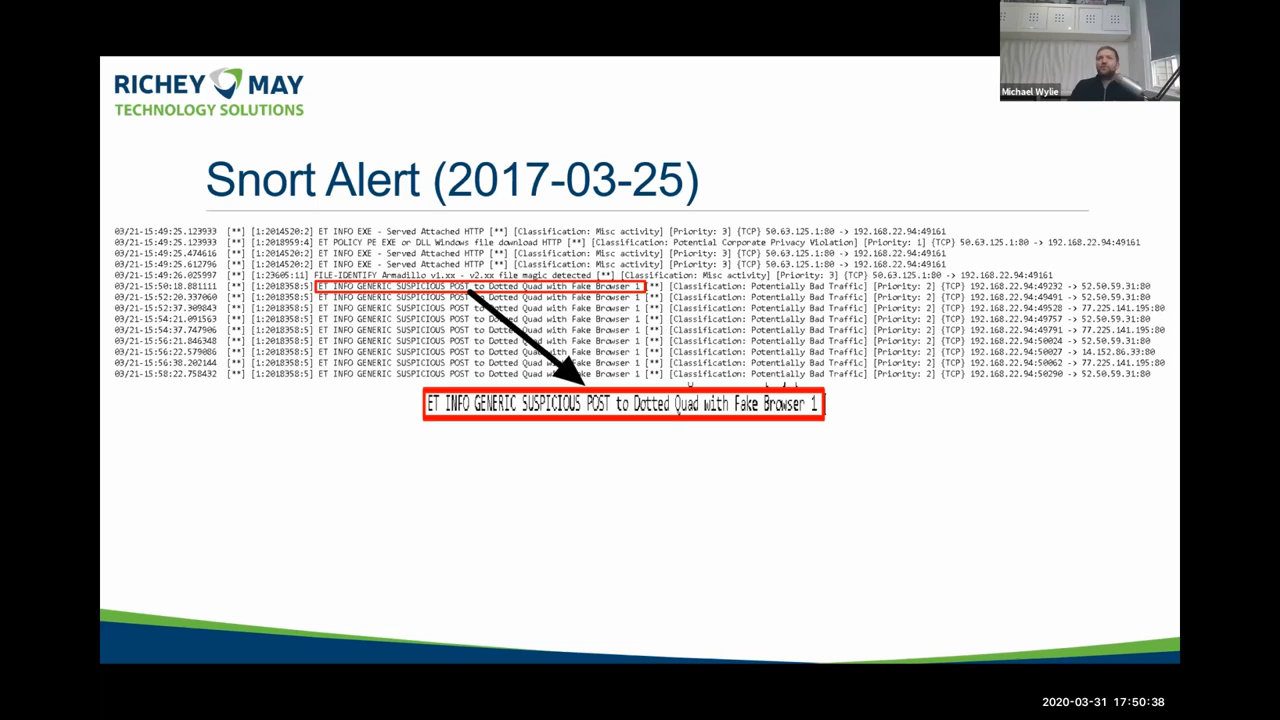 Michael Wylie
RICHEY MAY
TECHNOLOGY SOLUTIONS
Snort Alert (2017-03-25)
03/21-15:49:25.123933 [**] [1:2014520:2] ET INFO EXE - Served Attached HTTP [**] [Classification: Misc activity] [Priority: 3] {TCP} 50.63.125.1:80 -> 192.168.22.94:49161
03/21-15:49:25.123933 [**] [1:2018959:4] ET POLICY PE EXE or DLL Windows file download HTTP [**] [Classification: Potential Corporate Privacy Violation] [Priority: 1] {TCP} 50.63.125.1:80 -> 192.168.22.94:49161
03/21-15:49:25.474616 [**] [1:2014520:2] ET INFO EXE - Served Attached HTTP [**] [Classification: Misc activity] [Priority: 3] {TCP} 50.63.125.1:80 -> 192.168.22.94:49161
03/21-15:49:25.612796 [**] [1:2014520:2] ET INFO EXE - Served Attached HTTP [**] [Classification: Misc activity] [Priority: 3] {TCP} 50.63.125.1:80 -> 192.168.22.94:49161
03/21-15:49:26.025997 [**] [1:23605:11] FILE-IDENTIFY Armadillo v1.xx - v2.xx file magic detected [**] [Classification: Misc activity] [Priority: 3] {TCP} 50.63.125.1:80 -> 192.168.22.94:49161
03/21-15:50:18.881111 [**] [1:2018358:5] ET INFO GENERIC SUSPICIOUS POST to Dotted Quad with Fake Browser 1 [**] [Classification: Potentially Bad Traffic] [Priority: 2] {TCP} 192.168.22.94:49232 -> 52.50.59.31:80
03/21-15:52:20.337060 [**] [1:2018358:5] ET INFO GENERIC SUSPICIOUS POST to Dotted Quad with Fake Browser 1 [**] [Classification: Potentially Bad Traffic] [Priority: 2] {TCP} 192.168.22.94:49491 -> 52.50.59.31:80
03/21-15:52:37.309843 [**] [1:2018358:5] ET INFO GENERIC SUSPICIOUS POST to Dotted Quad with Fake Browser 1 [**] [Classification: Potentially Bad Traffic] [Priority: 2] {TCP} 192.168.22.94:49528 -> 77.225.141.195:80
03/21-15:54:21.091563 [**] [1:2018358:5] ET INFO GENERIC SUSPICIOUS POST to Dotted Quad with Fake Browser 1 [**] [Classification: Potentially Bad Traffic] [Priority: 2] {TCP} 192.168.22.94:49757 -> 52.50.59.31:80
03/21-15:54:37.747906 [**] [1:2018358:5] ET INFO GENERIC SUSPICIOUS POST to Dotted Quad with Fake Browser 1 [**] [Classification: Potentially Bad Traffic] [Priority: 2] {TCP} 192.168.22.94:49791 -> 77.225.141.195:80
03/21-15:56:21.846348 [**] [1:2018358:5] ET INFO GENERIC SUSPICIOUS POST to Dotted Quad with Fake Browser 1 [**] [Classification: Potentially Bad Traffic] [Priority: 2] {TCP} 192.168.22.94:50024 -> 52.50.59.31:80
03/21-15:56:22.579086 [**] [1:2018358:5] ET INFO GENERIC SUSPICIOUS POST to Dotted Quad with Fake Browser 1 [**] [Classification: Potentially Bad Traffic] [Priority: 2] {TCP} 192.168.22.94:50027 -> 14.152.86.33:80
03/21-15:56:38.202144 [**] [1:2018358:5] ET INFO GENERIC SUSPICIOUS POST to Dotted Quad with Fake Browser 1 [**] [Classification: Potentially Bad Traffic] [Priority: 2] {TCP} 192.168.22.94:50062 -> 77.225.141.195:80
03/21-15:58:22.758432 [**] [1:2018358:5] ET INFO GENERIC SUSPICIOUS POST to Dotted Quad with Fake Browser 1 [**] [Classification: Potentially Bad Traffic] [Priority: 2] {TCP} 192.168.22.94:50290 -> 52.50.59.31:80
ET INFO GENERIC SUSPICIOUS POST to Dotted Quad with Fake Browser 1
2020-03-31 17:50:38